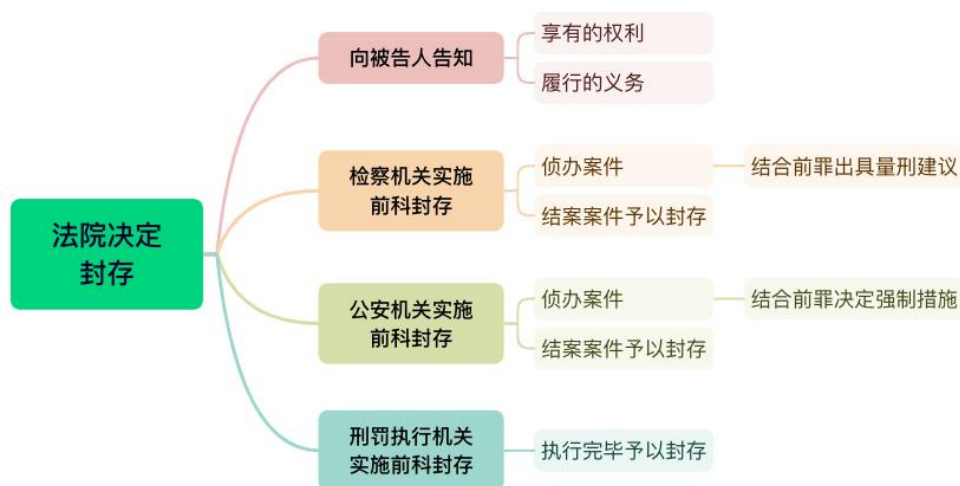 法院决定
封存
向被告人告知
享有的权利
履行的义务
检察机关实施
前科封存
侦办案件
结合前罪出具量刑建议
结案案件予以封存
公安机关实施
前科封存
侦办案件
结合前罪决定强制措施
结案案件予以封存
刑罚执行机关
实施前科封存
执行完毕予以封存